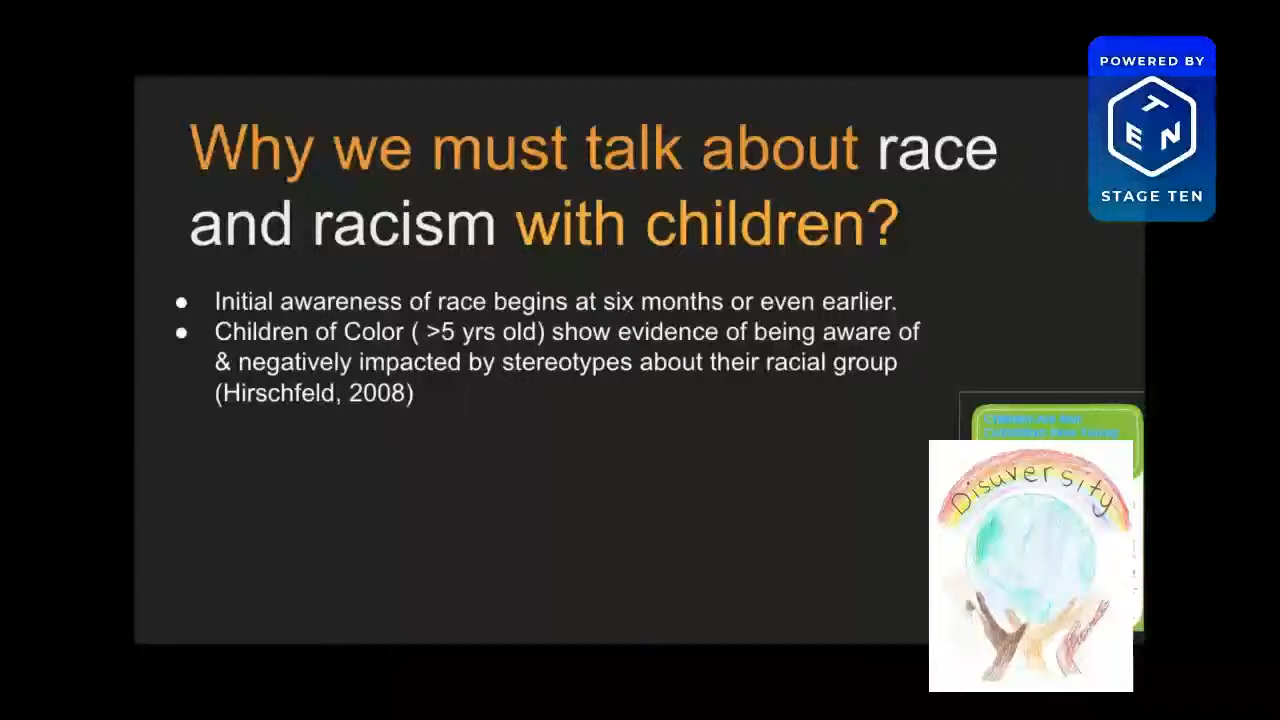 POWERED BY
TEN
STAGE TEN
Why we must talk about race
and racism with children?
● Initial awareness of race begins at six months or even earlier.
● Children of Color ( >5 yrs old) show evidence of being aware of
& negatively impacted by stereotypes about their racial group
(Hirschfeld, 2008)
Disuversity